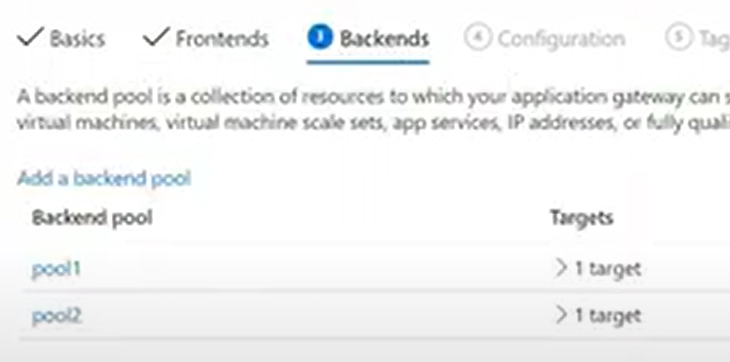 Basics Frontends 3 Backends 4 Configuration 5 Tag
A backend pool is a collection of resources to which your application gateway can s
virtual machines, virtual machine scale sets, app services, IP addresses, or fully quali
Add a backend pool
Backend pool Targets
pool1 > 1 target
pool2 > 1 target